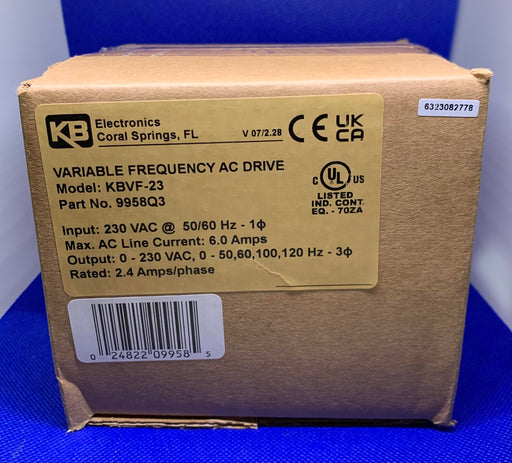 KB
Electronics
Coral Springs, FL
V 07/2.28
CE UK CA
6323082778
VARIABLE FREQUENCY AC DRIVE
Model: KBVF-23
Part No. 9958Q3
C UL US
LISTED
IND. CONT.
EQ. - 70ZA
Input: 230 VAC @ 50/60 Hz - 1ϕ
Max. AC Line Current: 6.0 Amps
Output: 0 - 230 VAC, 0 - 50,60,100,120 Hz - 3ϕ
Rated: 2.4 Amps/phase
0 24822 09958 5